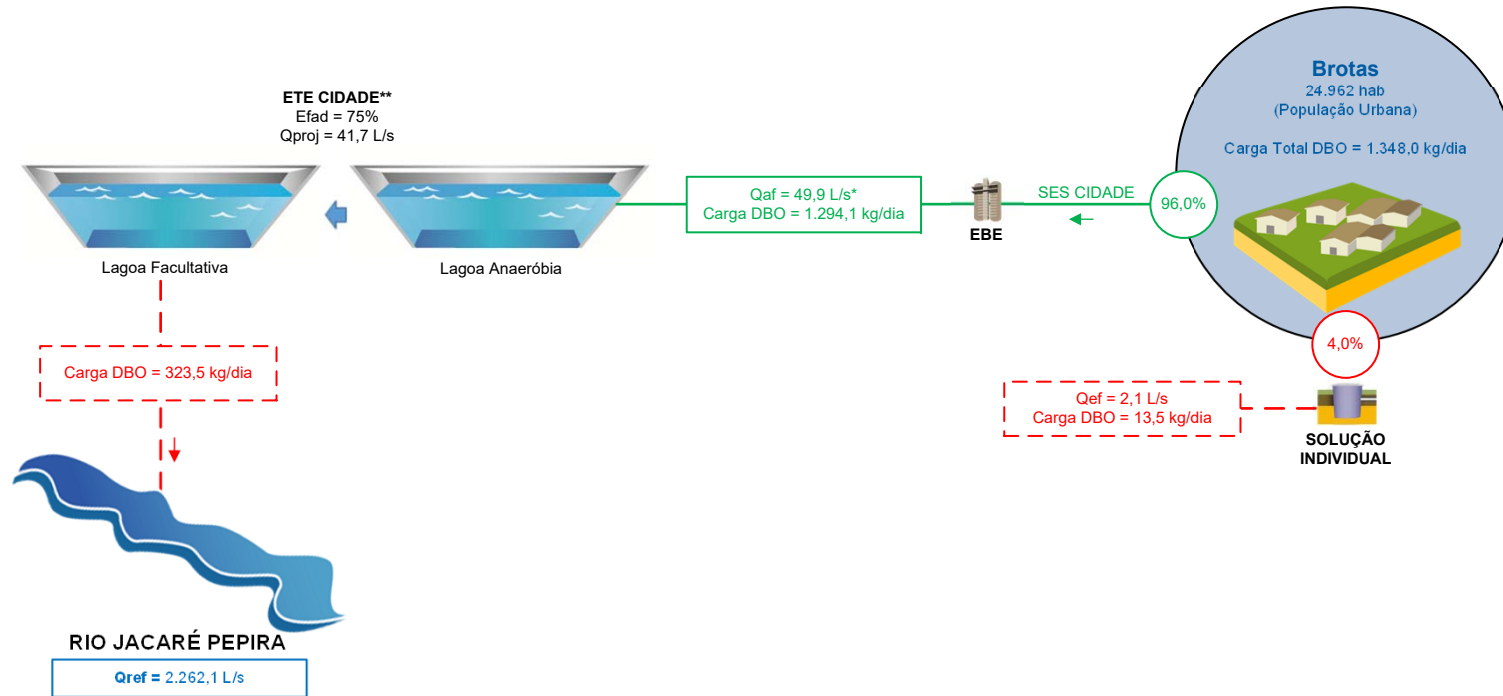 ETE CIDADE**
Efad = 75%
Qproj = 41,7 L/s
Lagoa Facultativa
Lagoa Anaeróbia
Qaf = 49,9 L/s*
Carga DBO = 1.294,1 kg/dia
EBE
SES CIDADE
96,0%
Brotas
24.962 hab
(População Urbana)
Carga Total DBO = 1.348,0 kg/dia
4,0%
Qef = 2,1 L/s
Carga DBO = 13,5 kg/dia
SOLUÇÃO
INDIVIDUAL
Carga DBO = 323,5 kg/dia
RIO JACARÉ PEPIRA
Qref = 2.262,1 L/s